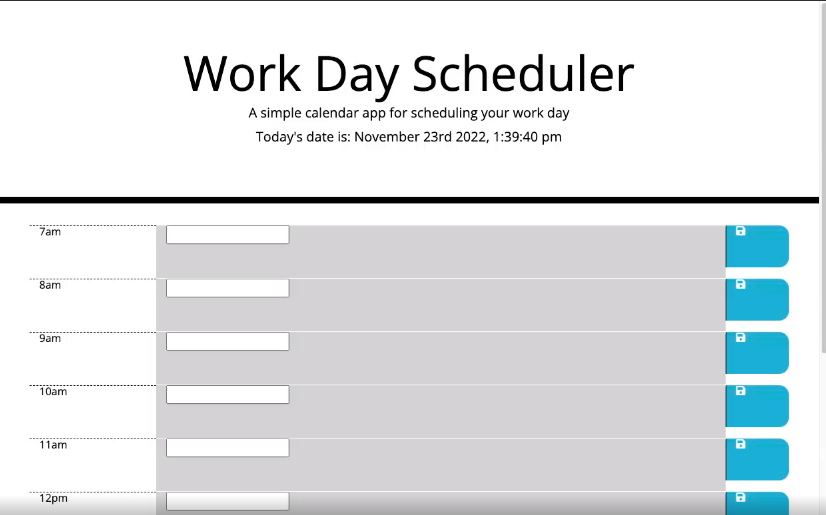 Work Day Scheduler
A simple calendar app for scheduling your work day
Today's date is: November 23rd 2022, 1:39:40 pm
7am
8am
9am
10am
11am
12pm